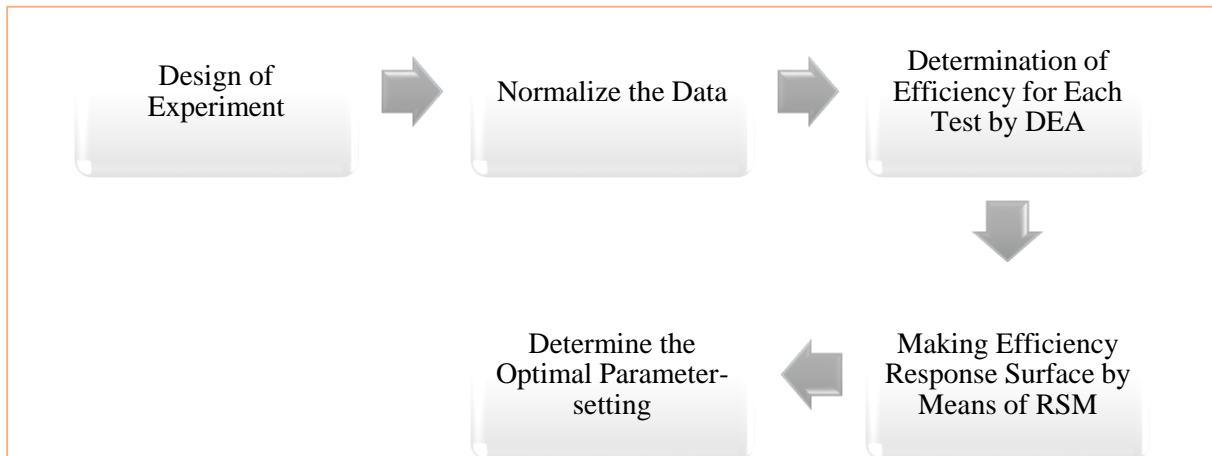 Design of
Experiment
Normalize the Data
Determination of
Efficiency for Each
Test by DEA
Making Efficiency
Response Surface by
Means of RSM
Determine the
Optimal Parameter-
setting